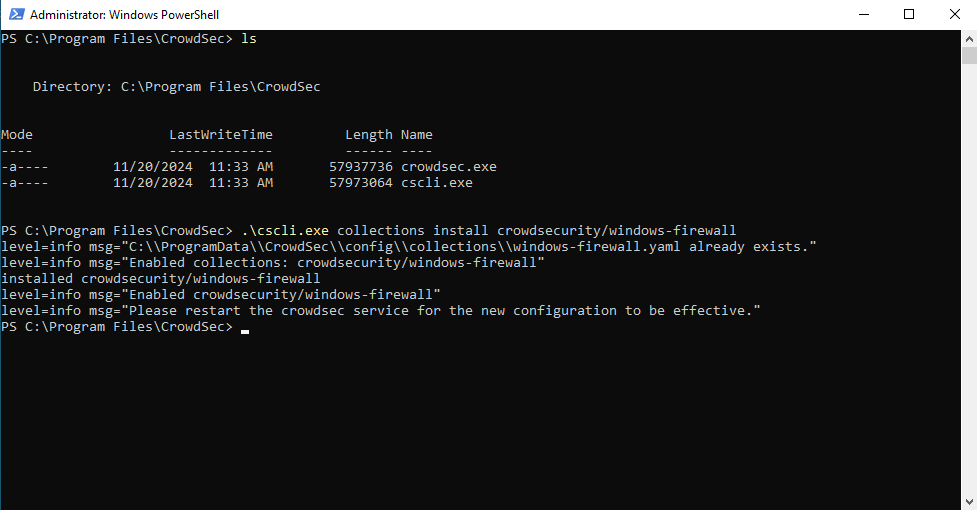 Administrator: Windows PowerShell
PS C:\Program Files\CrowdSec> ls
Directory: C:\Program Files\CrowdSec
Mode                 LastWriteTime         Length Name
----                 -------------         ------ ----
-a----        11/20/2024  11:33 AM       57937736 crowdsec.exe
-a----        11/20/2024  11:33 AM       57973064 cscli.exe
PS C:\Program Files\CrowdSec> .\cscli.exe collections install crowdsecurity/windows-firewall
level=info msg="C:\\ProgramData\\CrowdSec\\config\\collections\\windows-firewall.yaml already exists."
level=info msg="Enabled collections: crowdsecurity/windows-firewall"
installed crowdsecurity/windows-firewall
level=info msg="Enabled crowdsecurity/windows-firewall"
level=info msg="Please restart the crowdsec service for the new configuration to be effective."
PS C:\Program Files\CrowdSec>